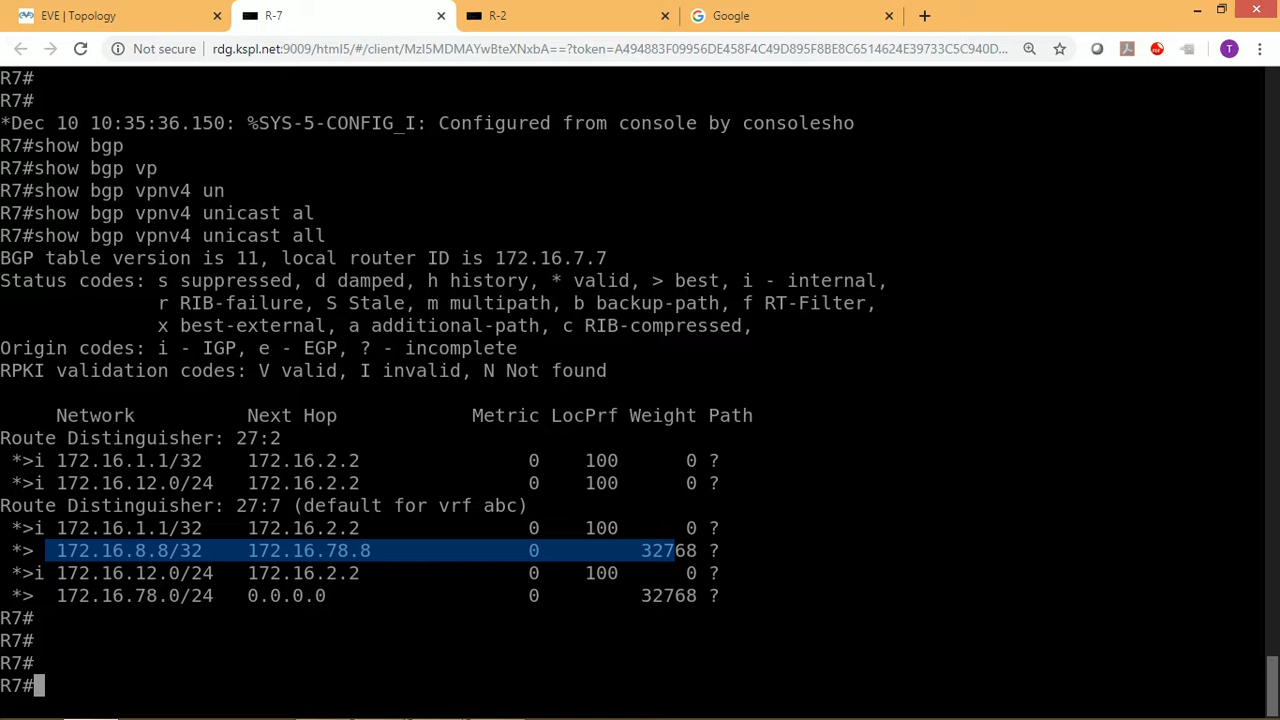 EVE | Topology × R-7 × R-2 × Google × +
Not secure rdg.kspl.net:9009/html5/#/client/MzI5MDMAYwBteXNxbA==?token=A494883F09956DE458F4C49D895F8BE8C6514624E39733C5C940D... T
R7#
R7#
*Dec 10 10:35:36.150: %SYS-5-CONFIG_I: Configured from console by consolesho
R7#show bgp
R7#show bgp vp
R7#show bgp vpnv4 un
R7#show bgp vpnv4 unicast al
R7#show bgp vpnv4 unicast all
BGP table version is 11, local router ID is 172.16.7.7
Status codes: s suppressed, d damped, h history, * valid, > best, i - internal,
r RIB-failure, S Stale, m multipath, b backup-path, f RT-Filter,
x best-external, a additional-path, c RIB-compressed,
Origin codes: i - IGP, e - EGP, ? - incomplete
RPKI validation codes: V valid, I invalid, N Not found
Network Next Hop Metric LocPrf Weight Path
Route Distinguisher: 27:2
*>i 172.16.1.1/32 172.16.2.2 0 100 0 ?
*>i 172.16.12.0/24 172.16.2.2 0 100 0 ?
Route Distinguisher: 27:7 (default for vrf abc)
*>i 172.16.1.1/32 172.16.2.2 0 100 0 ?
*> 172.16.8.8/32 172.16.78.8 0 32768 ?
*>i 172.16.12.0/24 172.16.2.2 0 100 0 ?
*> 172.16.78.0/24 0.0.0.0 0 32768 ?
R7#
R7#
R7#
R7#